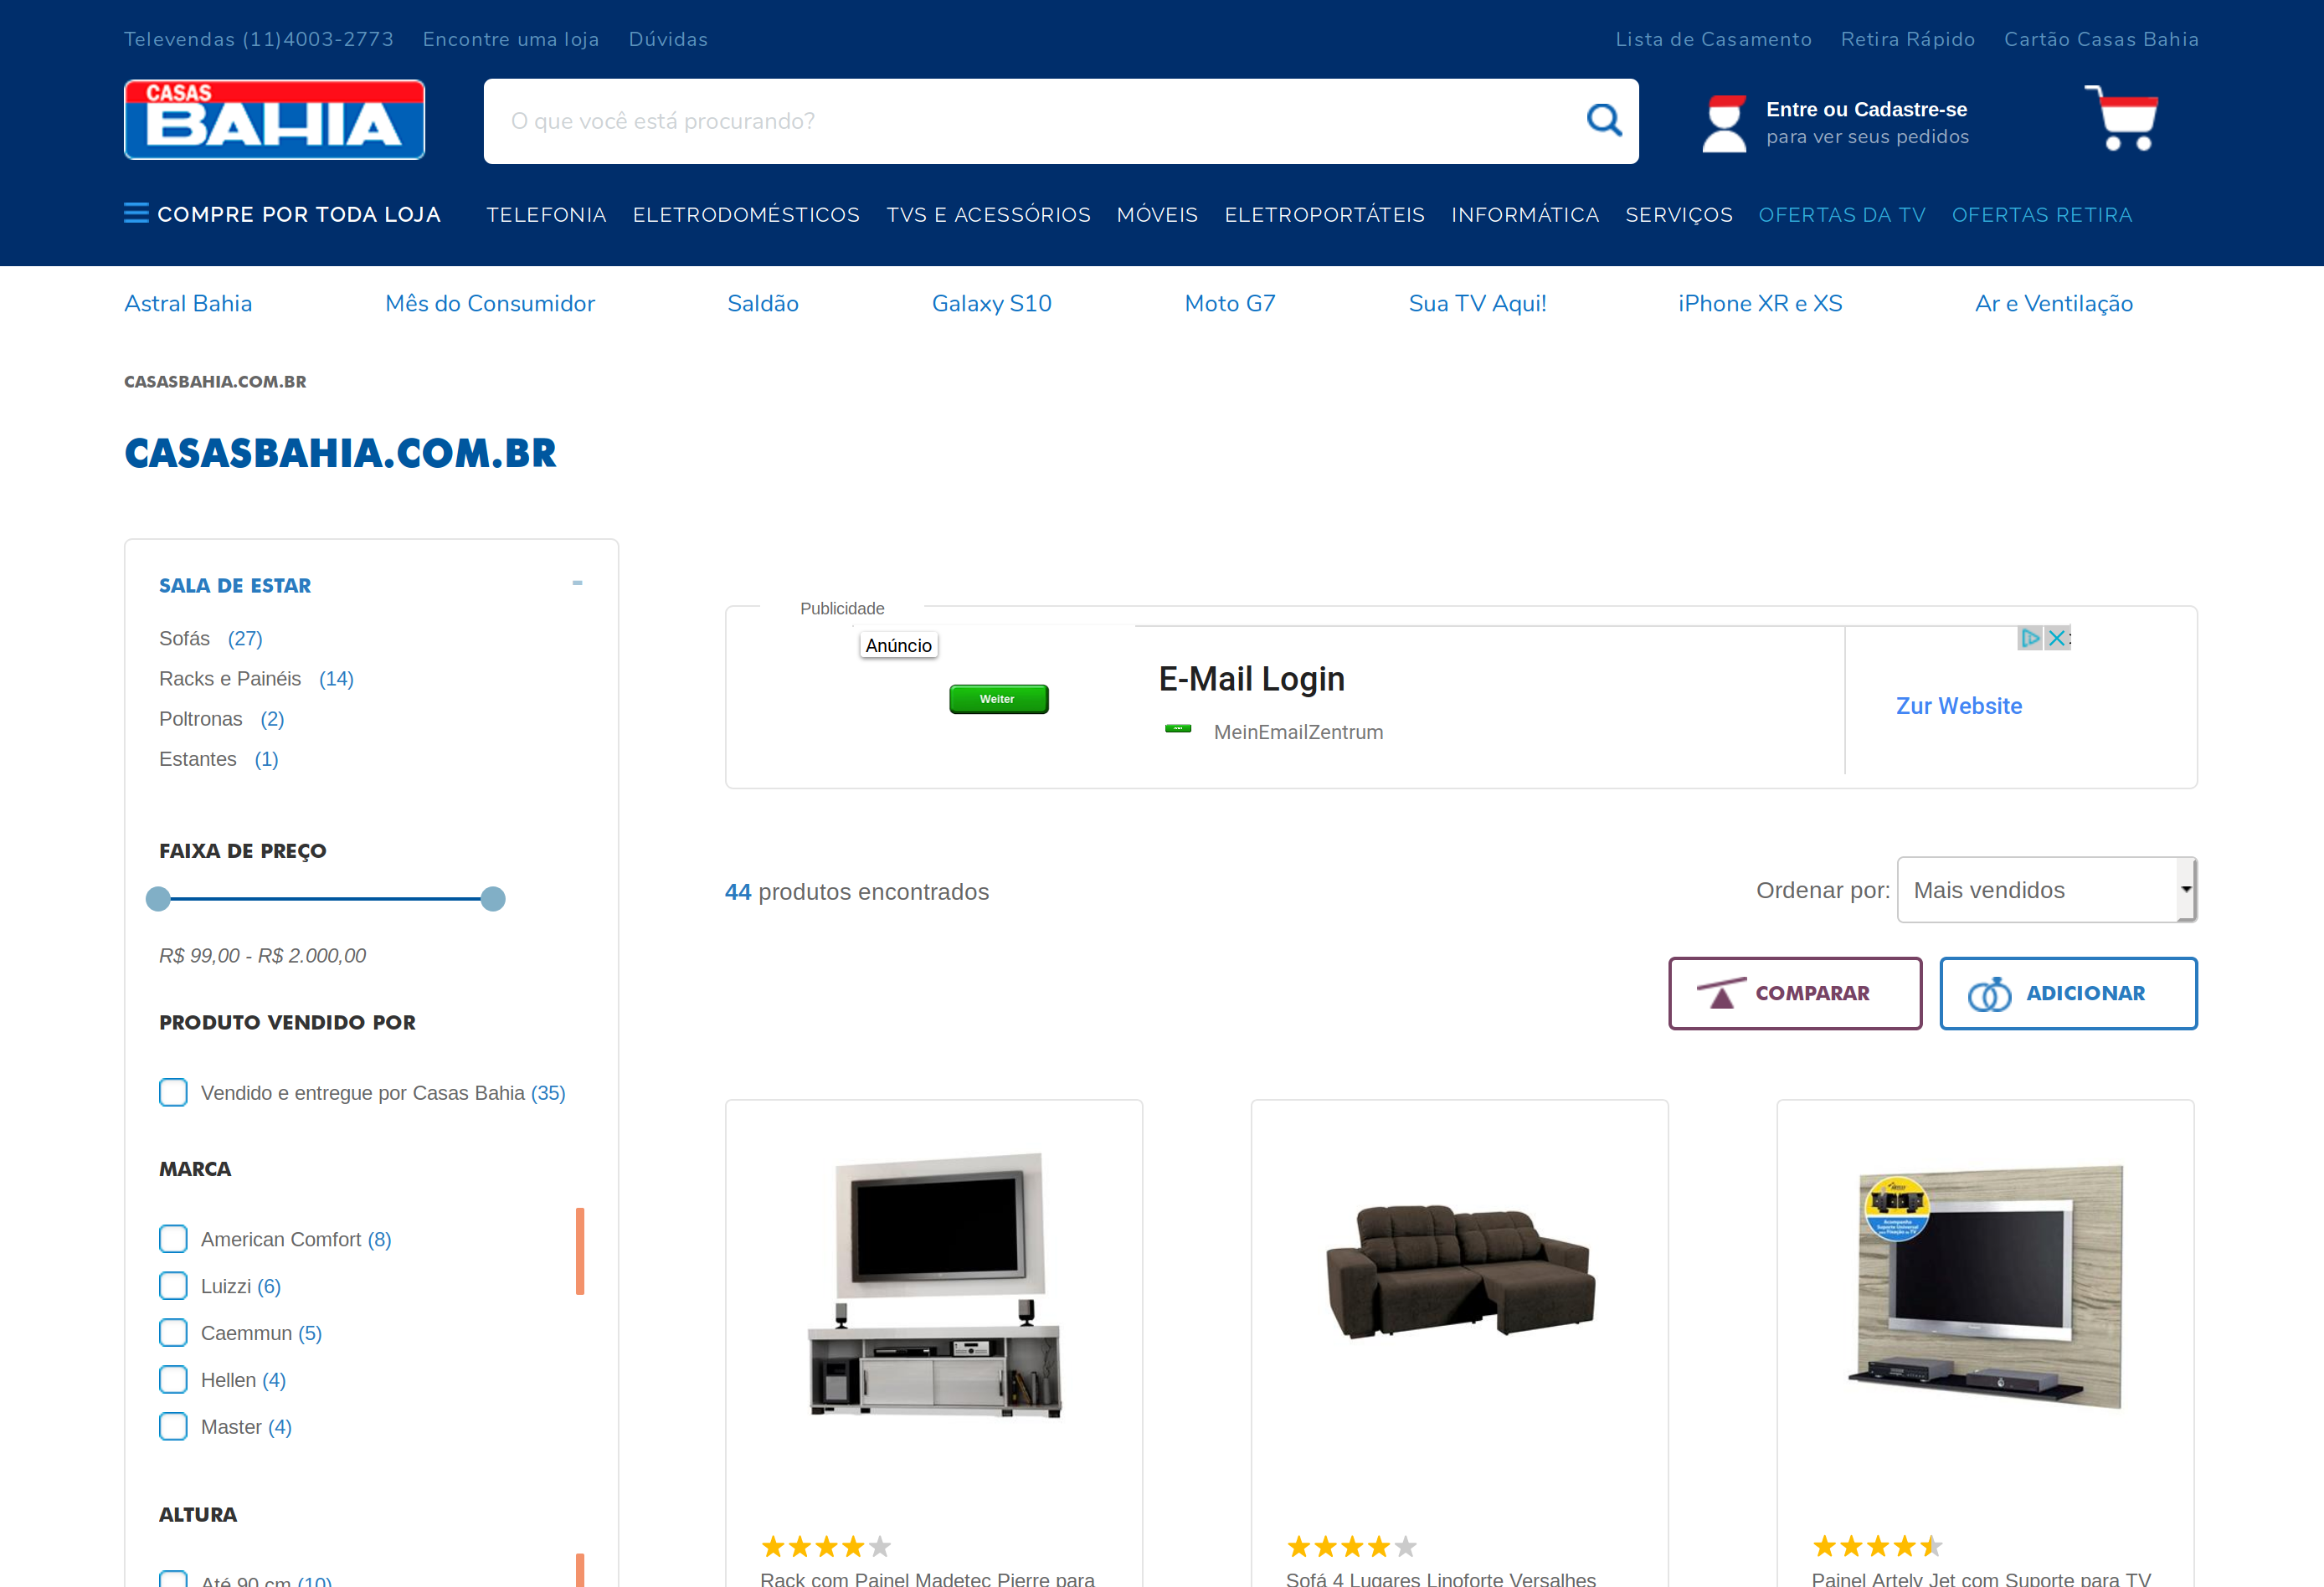 Televendas (11)4003-2773 Encontre uma loja Dúvidas Lista de Casamento Retira Rápido Cartão Casas Bahia
CASAS
BAHIA
O que você está procurando?
Entre ou Cadastre-se
para ver seus pedidos
COMPRE POR TODA LOJA TELEFONIA ELETRODOMÉSTICOS TVS E ACESSÓRIOS MÓVEIS ELETROPORTÁTEIS INFORMÁTICA SERVIÇOS OFERTAS DA TV OFERTAS RETIRA
Astral Bahia Mês do Consumidor Saldão Galaxy S10 Moto G7 Sua TV Aqui! iPhone XR e XS Ar e Ventilação
CASASBAHIA.COM.BR
CASASBAHIA.COM.BR
SALA DE ESTAR -
Sofás (27)
Racks e Painéis (14)
Poltronas (2)
Estantes (1)
FAIXA DE PREÇO
R$ 99,00 - R$ 2.000,00
PRODUTO VENDIDO POR
Vendido e entregue por Casas Bahia (35)
MARCA
American Comfort (8)
Luizzi (6)
Caemmun (5)
Hellen (4)
Master (4)
ALTURA
Até 90 cm (10)
Publicidade
Anúncio
Weiter
E-Mail Login
MeinEmailZentrum
Zur Website
44 produtos encontrados
Ordenar por: Mais vendidos
COMPARAR ADICIONAR
Rack com Painel Madetec Pierre para
Sofá 4 Lugares Linoforte Versalhes
Painel Artely Jet com Suporte para TV